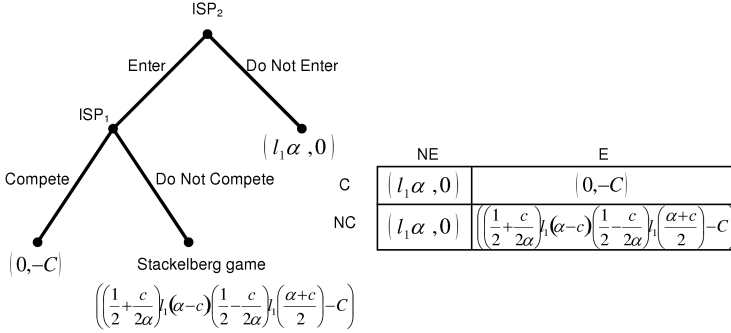 ISP₂
Enter
Do Not Enter
ISP₁
(l₁α ,0)
Compete
Do Not Compete
(0,−C)
Stackelberg game
(((1/2+c/2α)l₁(α−c)(1/2−c/2α)l₁(α+c/2)−C)
NE E
C (l₁α ,0) (0,−C)
NC (l₁α ,0) (((1/2+c/2α)l₁(α−c)(1/2−c/2α)l₁(α+c/2)−C